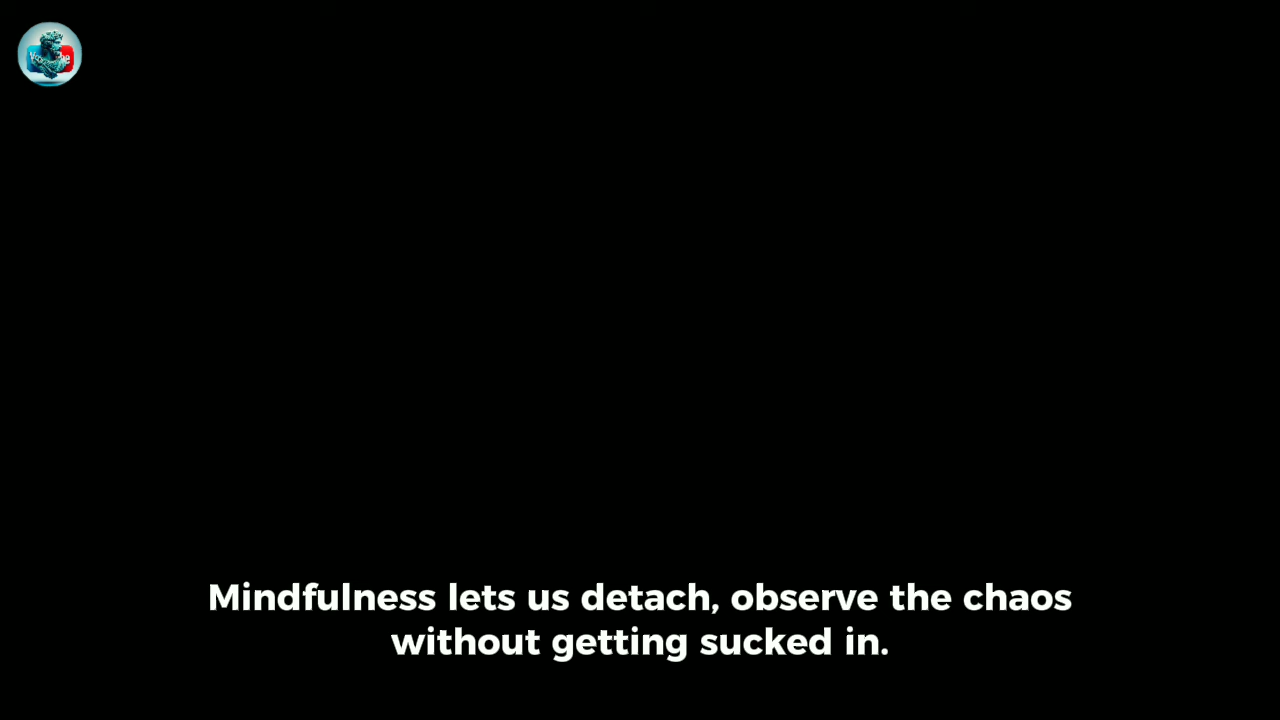 Mindfulness lets us detach, observe the chaos
without getting sucked in.